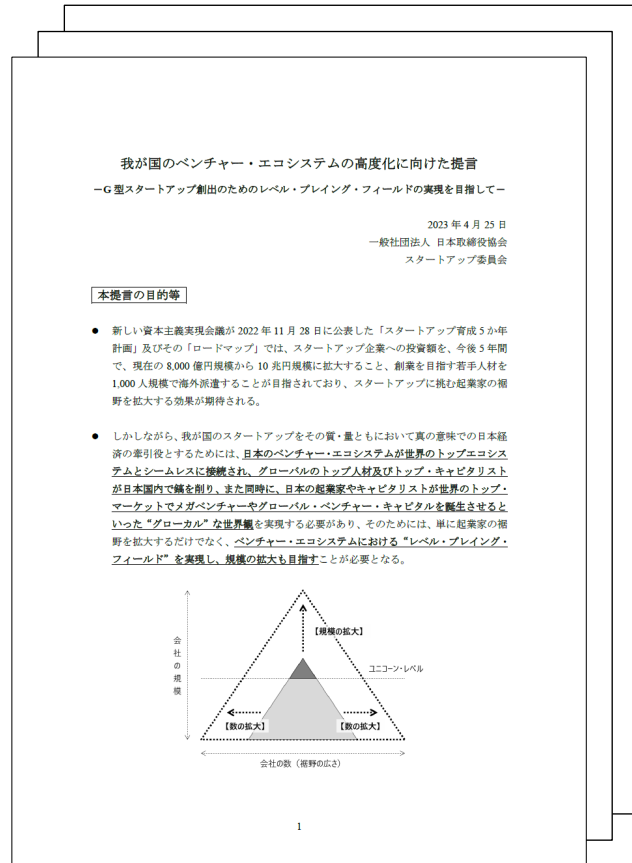 我が国のベンチャー・エコシステムの高度化に向けた提言
－G 型スタートアップ創出のためのレベル・プレイング・フィールドの実現を目指して－
2023 年 4 月 25 日
一般社団法人 日本取締役協会
スタートアップ委員会
本提言の目的等
● 新しい資本主義実現会議が 2022 年 11 月 28 日に公表した「スタートアップ育成 5 か年
計画」及びその「ロードマップ」では、スタートアップ企業への投資額を、今後 5 年間
で、現在の 8,000 億円規模から 10 兆円規模に拡大すること、創業を目指す若手人材を
1,000 人規模で海外派遣することが目指されており、スタートアップに挑む起業家の裾
野を拡大する効果が期待される。
● しかしながら、我が国のスタートアップをその質・量ともにおいて真の意味での日本経
済の牽引役とするためには、日本のベンチャー・エコシステムが世界のトップエコシス
テムとシームレスに接続され、グローバルのトップ人材及びトップ・キャピタリスト
が日本国内で鎬を削り、また同時に、日本の起業家やキャピタリストが世界のトップ・
マーケットでメガベンチャーやグローバル・ベンチャー・キャピタルを誕生させると
いった“グローカル”な世界観を実現する必要があり、そのためには、単に起業家の裾
野を拡大するだけでなく、ベンチャー・エコシステムにおける“レベル・プレイング・
フィールド”を実現し、規模の拡大も目指すことが必要となる。
会社の規模
【規模の拡大】
ユニコーン・レベル
【数の拡大】
【数の拡大】
会社の数（裾野の広さ）
1